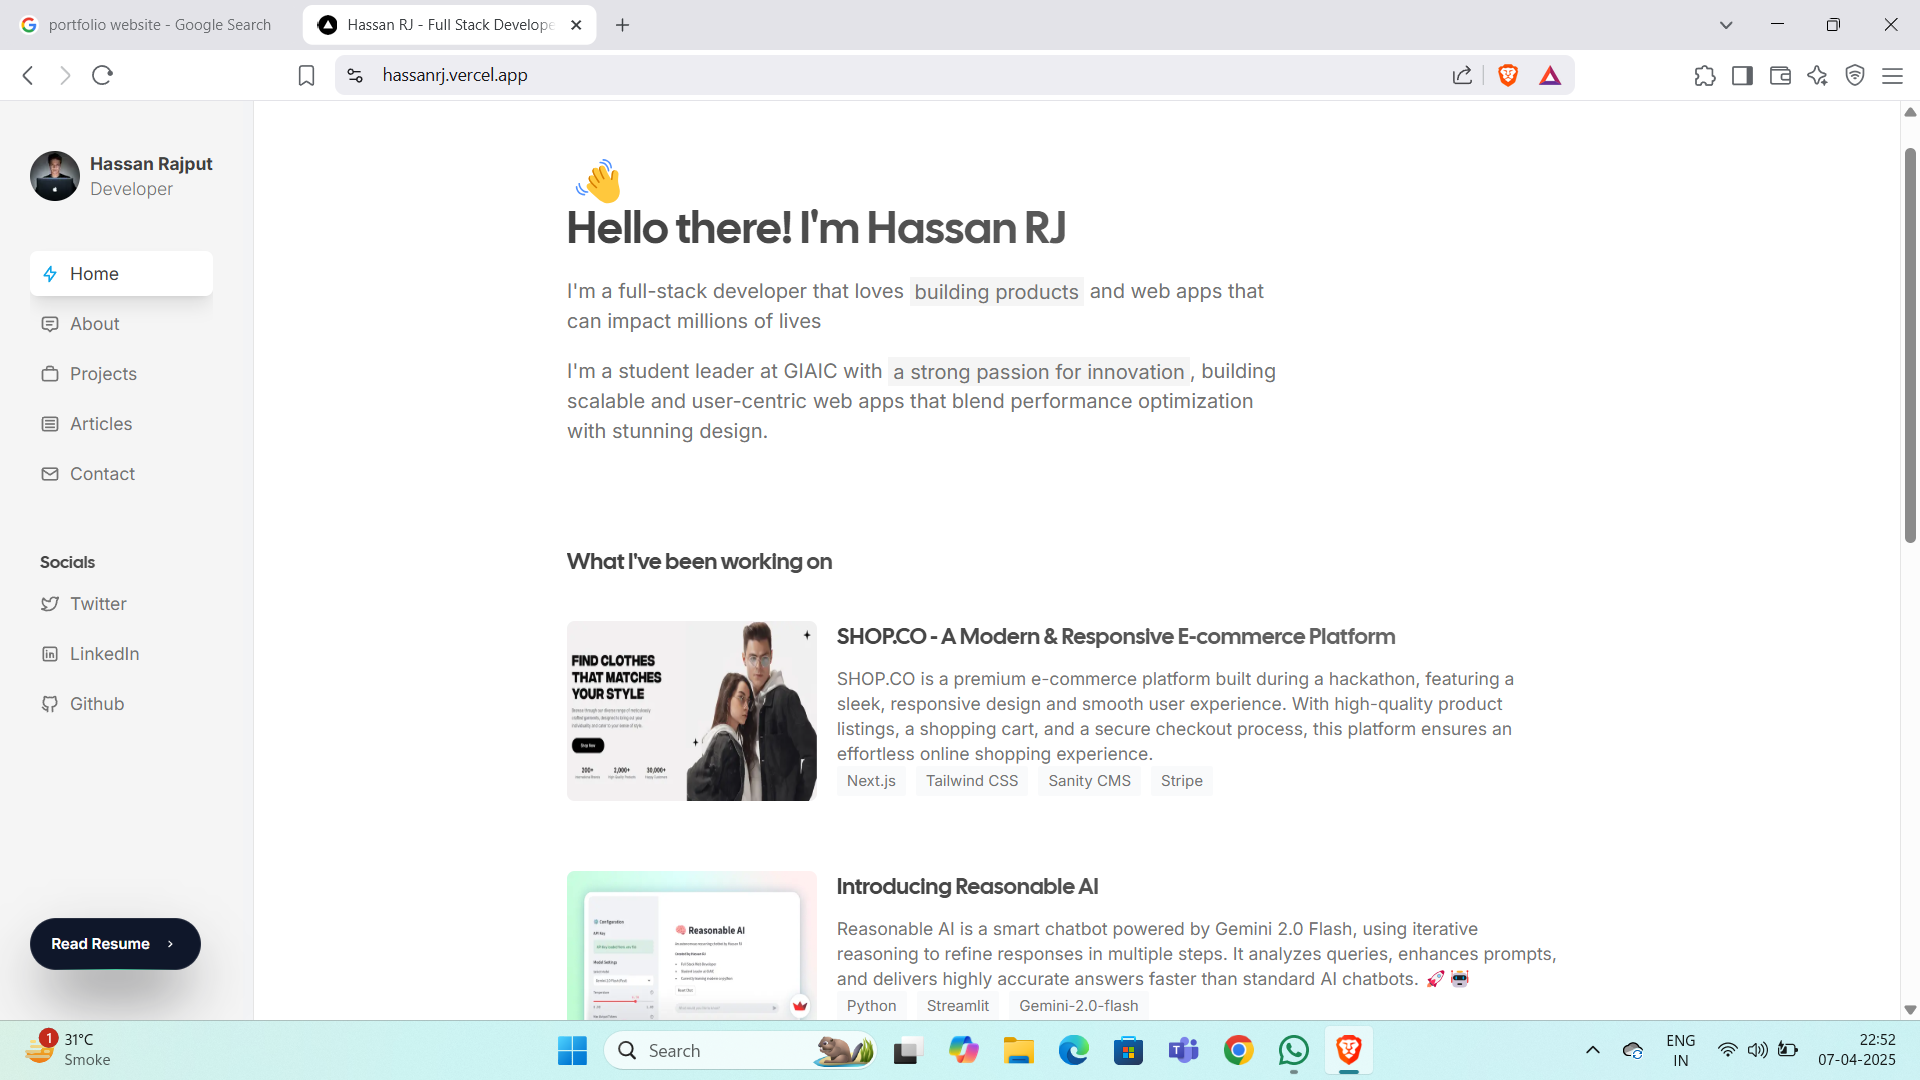 portfolio website - Google Search
Hassan RJ - Full Stack Develope
hassanrj.vercel.app
Hassan Rajput
Developer
Home
About
Projects
Articles
Contact
Socials
Twitter
LinkedIn
Github
Read Resume
Hello there! I'm Hassan RJ
I'm a full-stack developer that loves building products and web apps that
can impact millions of lives
I'm a student leader at GIAIC with a strong passion for innovation, building
scalable and user-centric web apps that blend performance optimization
with stunning design.
What I've been working on
FIND CLOTHES
THAT MATCHES
YOUR STYLE
Shop Now
200+
2,000+
30,000+
SHOP.CO - A Modern & Responsive E-commerce Platform
SHOP.CO is a premium e-commerce platform built during a hackathon, featuring a
sleek, responsive design and smooth user experience. With high-quality product
listings, a shopping cart, and a secure checkout process, this platform ensures an
effortless online shopping experience.
Next.js
Tailwind CSS
Sanity CMS
Stripe
Configuration
API Key
Model Settings
Reasonable AI
Introducing Reasonable AI
Reasonable AI is a smart chatbot powered by Gemini 2.0 Flash, using iterative
reasoning to refine responses in multiple steps. It analyzes queries, enhances prompts,
and delivers highly accurate answers faster than standard AI chatbots. 🚀 🤖
Python
Streamlit
Gemini-2.0-flash
1
31°C
Smoke
Search
ENG
IN
22:52
07-04-2025